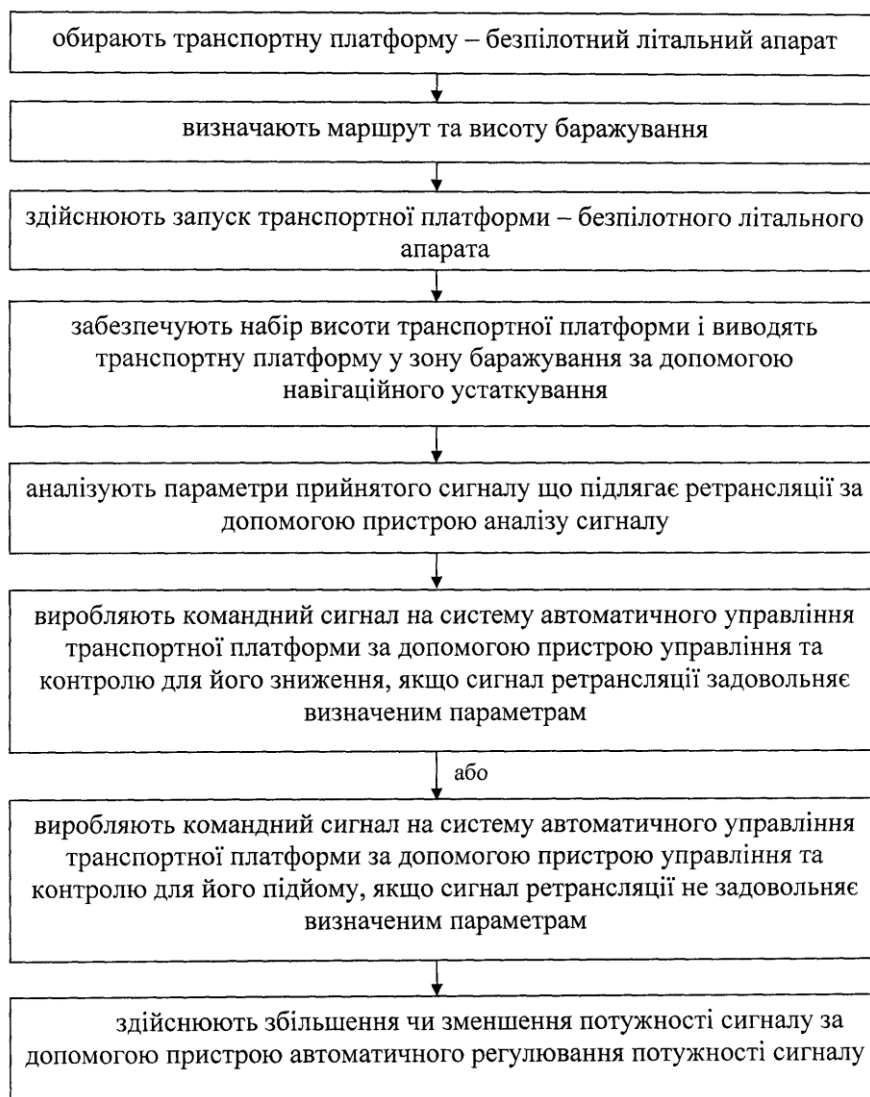 обирають транспортну платформу – безпілотний літальний апарат
визначають маршрут та висоту баражування
здійснюють запуск транспортної платформи – безпілотного літального
апарата
забезпечують набір висоти транспортної платформи і виводять
транспортну платформу у зону баражування за допомогою
навігаційного устаткування
аналізують параметри прийнятого сигналу що підлягає ретрансляції за
допомогою пристрою аналізу сигналу
виробляють командний сигнал на систему автоматичного управління
транспортної платформи за допомогою пристрою управління та
контролю для його зниження, якщо сигнал ретрансляції задовольняє
визначеним параметрам
або
виробляють командний сигнал на систему автоматичного управління
транспортної платформи за допомогою пристрою управління та
контролю для його підйому, якщо сигнал ретрансляції не задовольняє
визначеним параметрам
здійснюють збільшення чи зменшення потужності сигналу за
допомогою пристрою автоматичного регулювання потужності сигналу